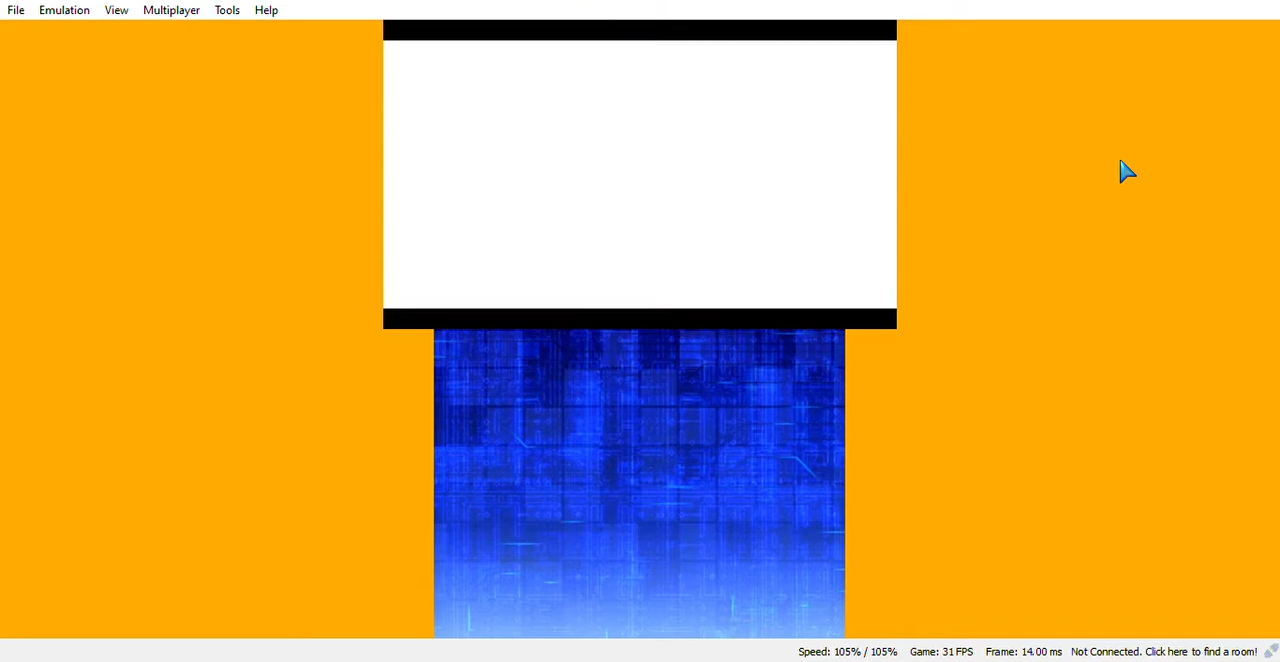 File Emulation View Multiplayer Tools Help
Speed: 105% / 105% Game: 31 FPS Frame: 14.00 ms Not Connected. Click here to find a room!